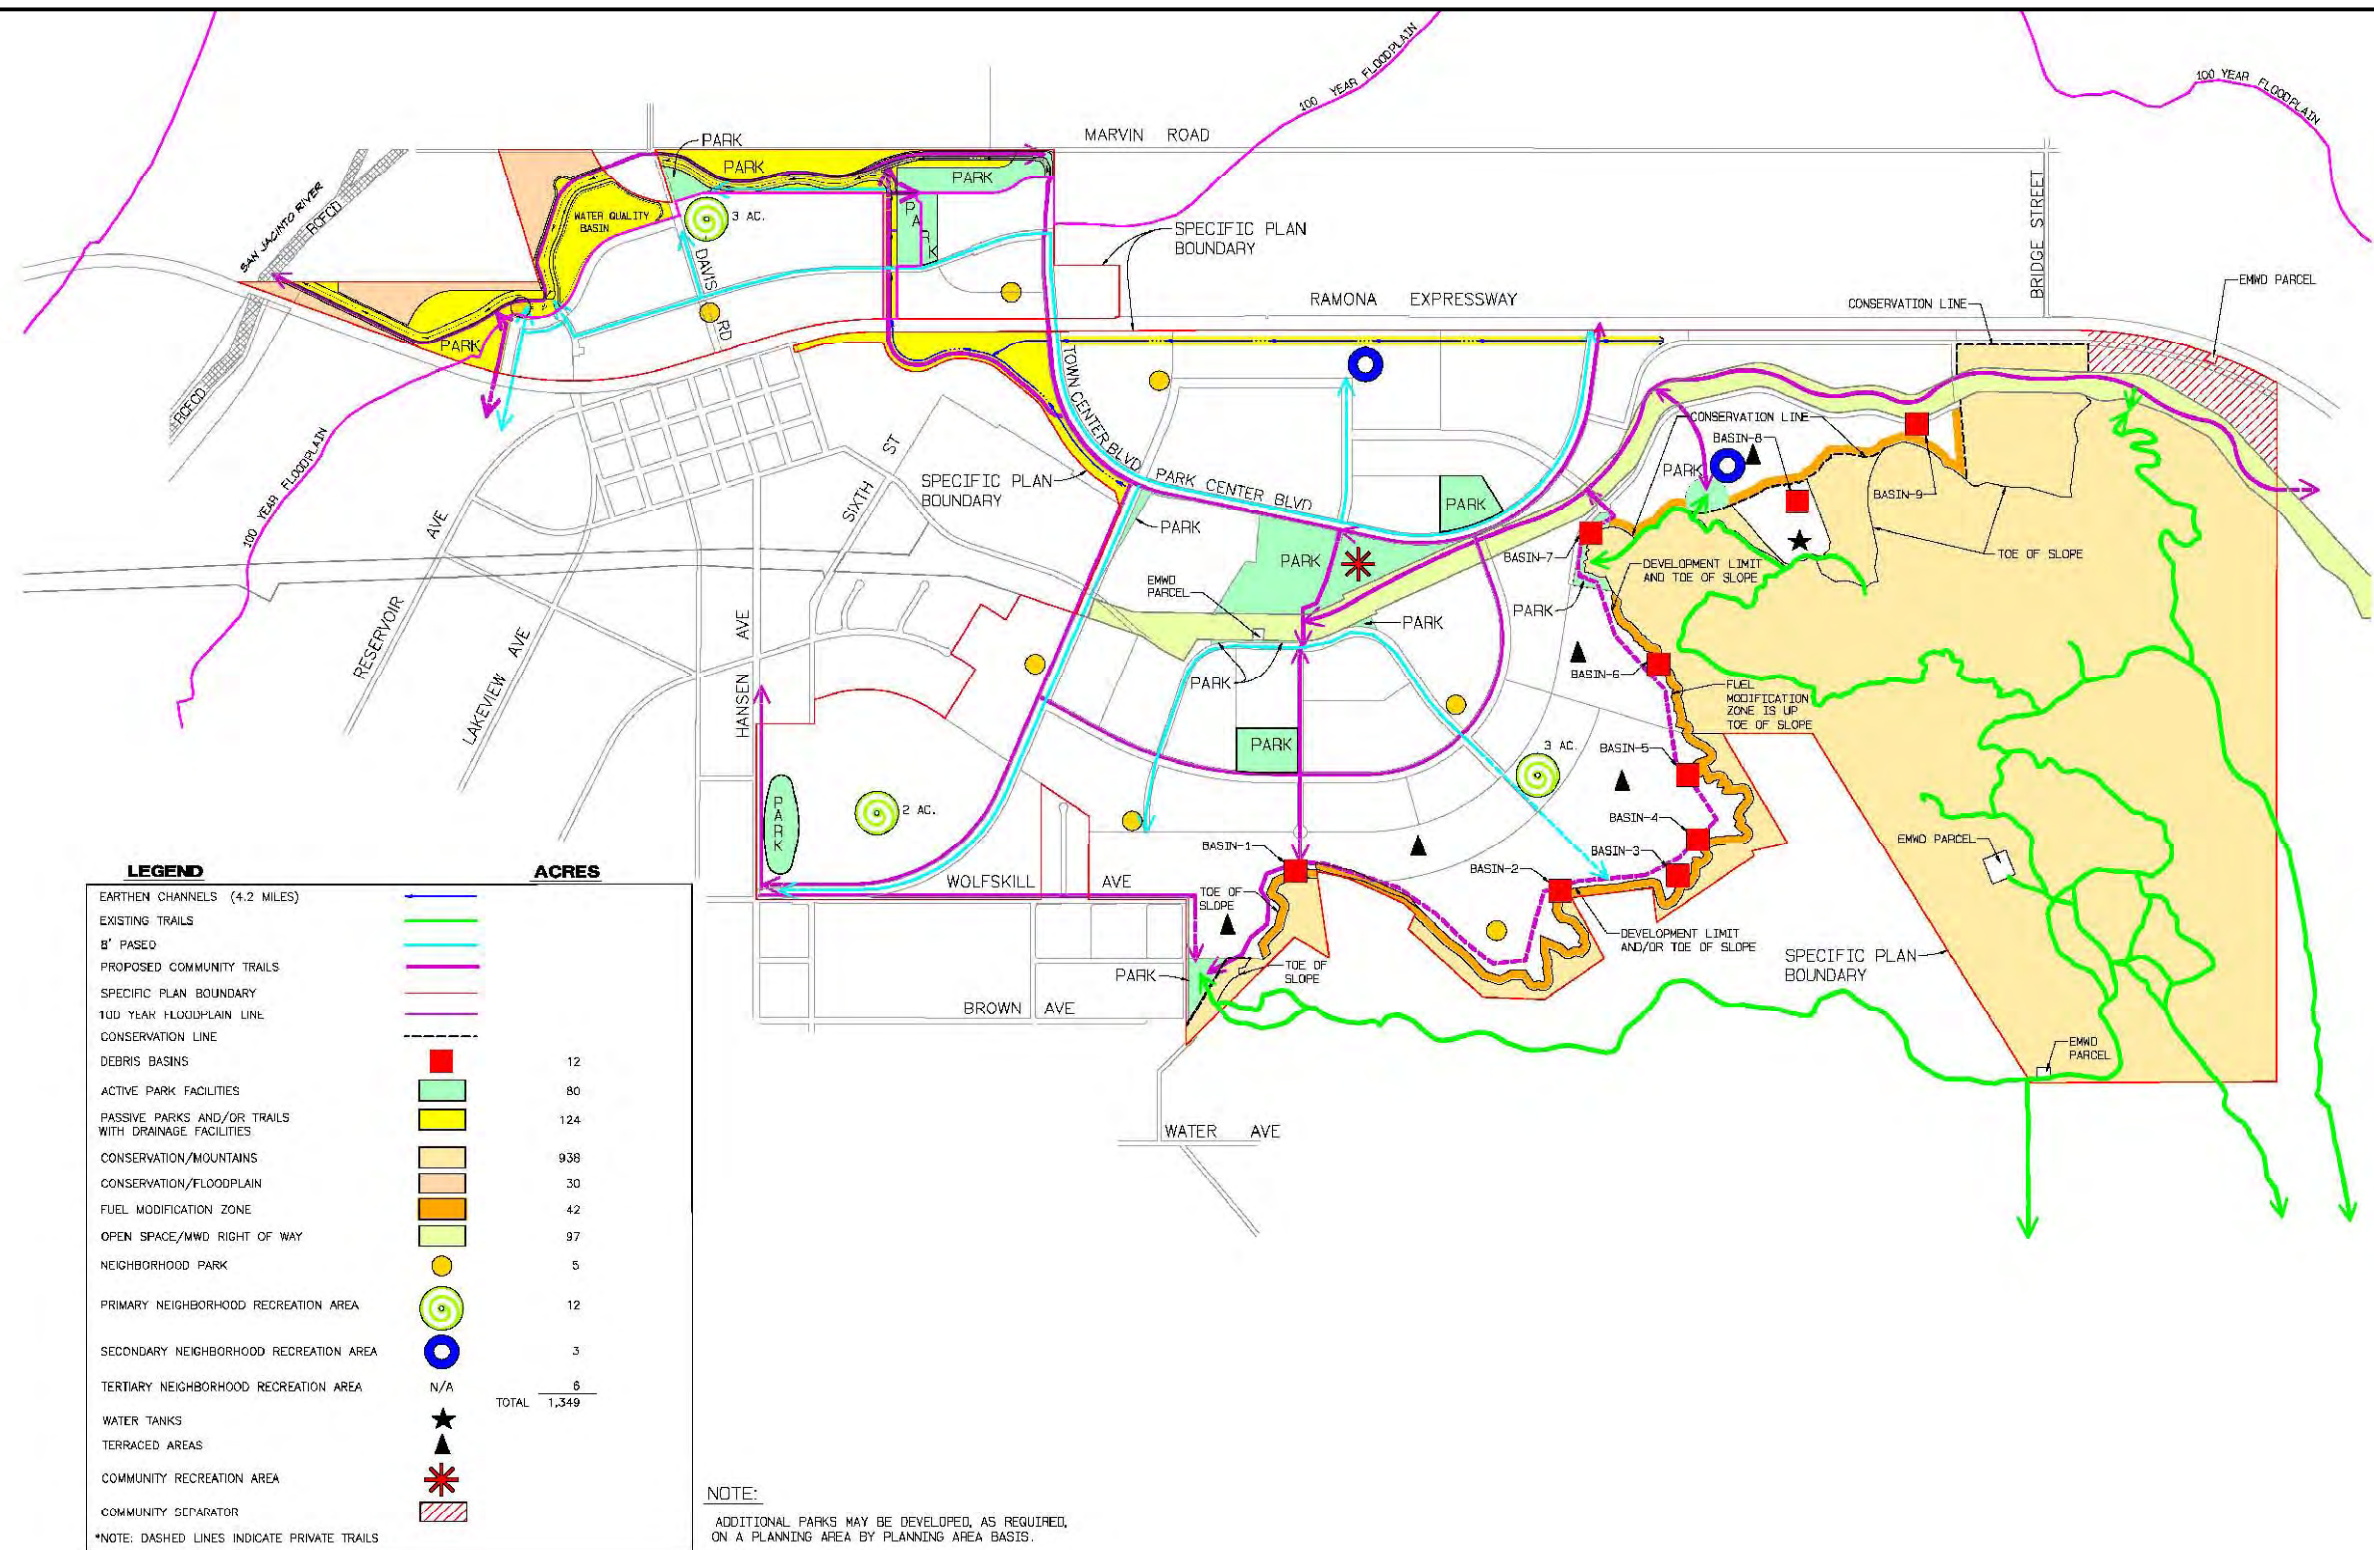 100 YEAR FLOODPLAIN
100 YEAR FLOODPLAIN
MARVIN ROAD
PARK
PARK
PARK
SAN JACINTO RIVER
RCFCD
WATER QUALITY
BASIN
3 AC.
PARK
SPECIFIC PLAN
BOUNDARY
BRIDGE STREET
DAVIS RD
EMWD PARCEL
RAMONA EXPRESSWAY
CONSERVATION LINE
PARK
RCFCD
TOWN CENTER BLVD
100 YEAR FLOODPLAIN
CONSERVATION LINE
BASIN-8
SIXTH ST
SPECIFIC PLAN
BOUNDARY
PARK CENTER BLVD
PARK
PARK
BASIN-9
PARK
RESERVOIR AVE
LAKEVIEW AVE
HANSEN AVE
PARK
BASIN-7
TOE OF SLOPE
EMWD
PARCEL
DEVELOPMENT LIMIT
AND TOE OF SLOPE
PARK
PARK
BASIN-6
PARK
FUEL
MODIFICATION
ZONE IS UP
TOE OF SLOPE
PARK
3 AC.
BASIN-5
PARK
2 AC.
BASIN-4
EMWD PARCEL
BASIN-1
BASIN-3
BASIN-2
WOLFSKILL AVE
TOE OF
SLOPE
DEVELOPMENT LIMIT
AND/OR TOE OF SLOPE
SPECIFIC PLAN
BOUNDARY
PARK
TOE OF
SLOPE
BROWN AVE
EMWD
PARCEL
WATER AVE
LEGEND ACRES
EARTHEN CHANNELS (4.2 MILES)
EXISTING TRAILS
8' PASEO
PROPOSED COMMUNITY TRAILS
SPECIFIC PLAN BOUNDARY
100 YEAR FLOODPLAIN LINE
CONSERVATION LINE
DEBRIS BASINS 12
ACTIVE PARK FACILITIES 80
PASSIVE PARKS AND/OR TRAILS
WITH DRAINAGE FACILITIES 124
CONSERVATION/MOUNTAINS 938
CONSERVATION/FLOODPLAIN 30
FUEL MODIFICATION ZONE 42
OPEN SPACE/MWD RIGHT OF WAY 97
NEIGHBORHOOD PARK 5
PRIMARY NEIGHBORHOOD RECREATION AREA 12
SECONDARY NEIGHBORHOOD RECREATION AREA 3
TERTIARY NEIGHBORHOOD RECREATION AREA N/A 6
TOTAL 1,349
WATER TANKS
TERRACED AREAS
COMMUNITY RECREATION AREA
COMMUNITY SEPARATOR
*NOTE: DASHED LINES INDICATE PRIVATE TRAILS
NOTE:
ADDITIONAL PARKS MAY BE DEVELOPED, AS REQUIRED,
ON A PLANNING AREA BY PLANNING AREA BASIS.